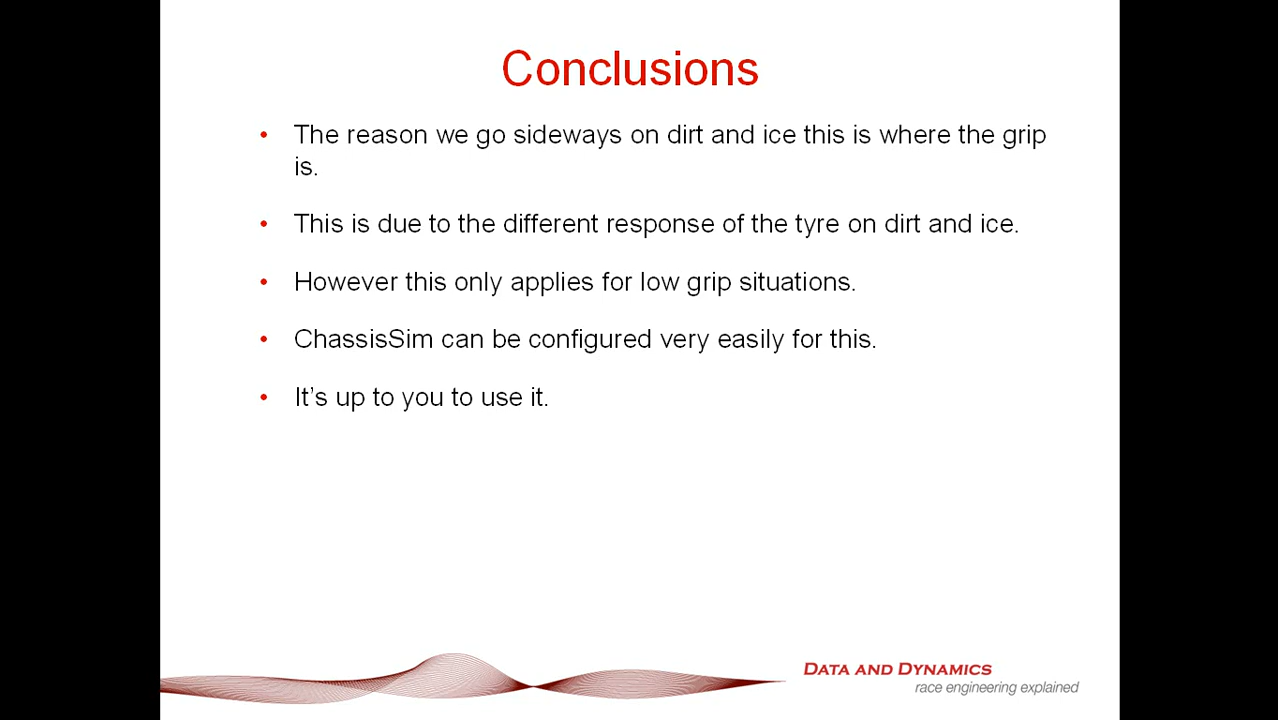 Conclusions
• The reason we go sideways on dirt and ice this is where the grip
is.
• This is due to the different response of the tyre on dirt and ice.
• However this only applies for low grip situations.
• ChassisSim can be configured very easily for this.
• It’s up to you to use it.
DATA AND DYNAMICS
race engineering explained